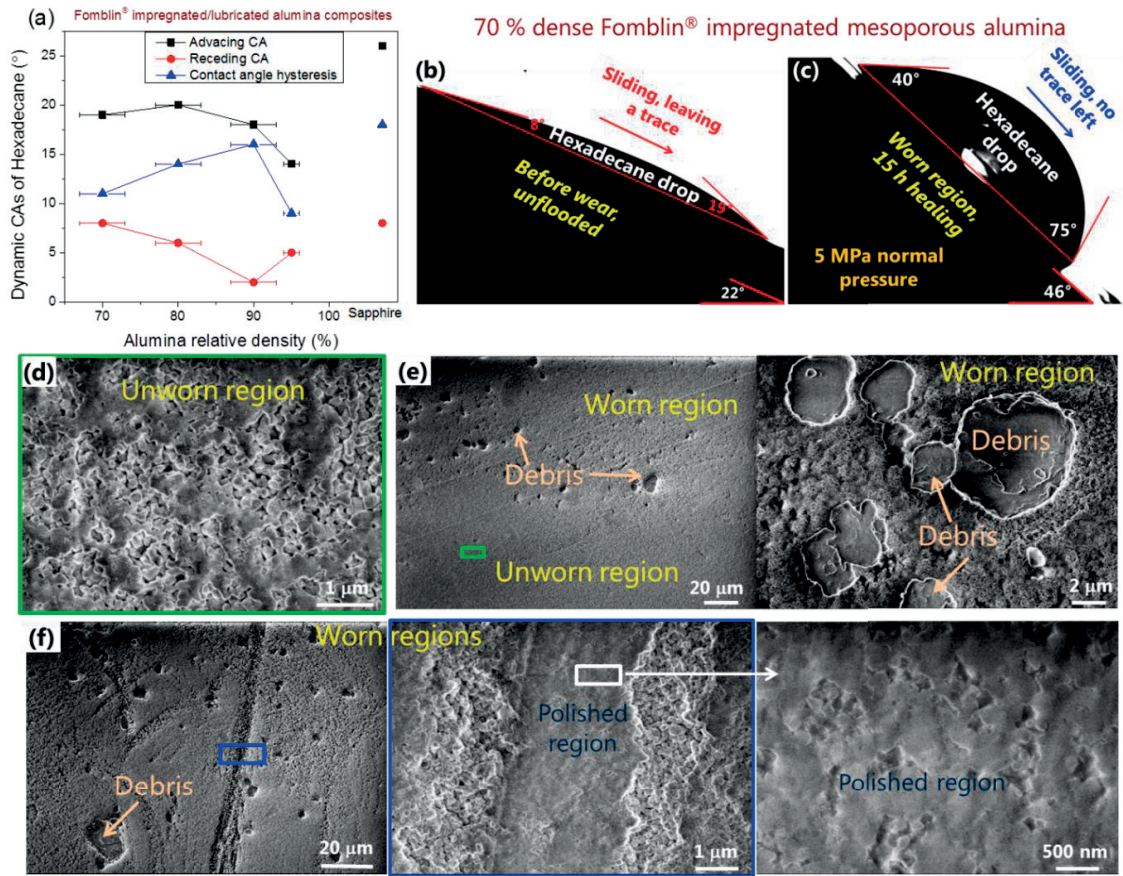 (a)
Fomblin® impregnated/lubricated alumina composites
Advacing CA
Receding CA
Contact angle hysteresis
Dynamic CAs of Hexadecane (°)
25
20
15
10
5
0
70
80
90
100
Sapphire
Alumina relative density (%)
70 % dense Fomblin® impregnated mesoporous alumina
(b)
Sliding, leaving
a trace
8°
Hexadecane drop
19°
Before wear,
unflooded
22°
(c)
40°
Sliding, no
trace left
Hexadecane
drop
Worn region,
15 h healing
75°
5 MPa normal
pressure
46°
(d)
Unworn region
1 μm
(e)
Worn region
Debris
Unworn region
20 μm
Worn region
Debris
Debris
2 μm
(f)
Worn regions
Debris
20 μm
Polished
region
1 μm
Polished region
500 nm